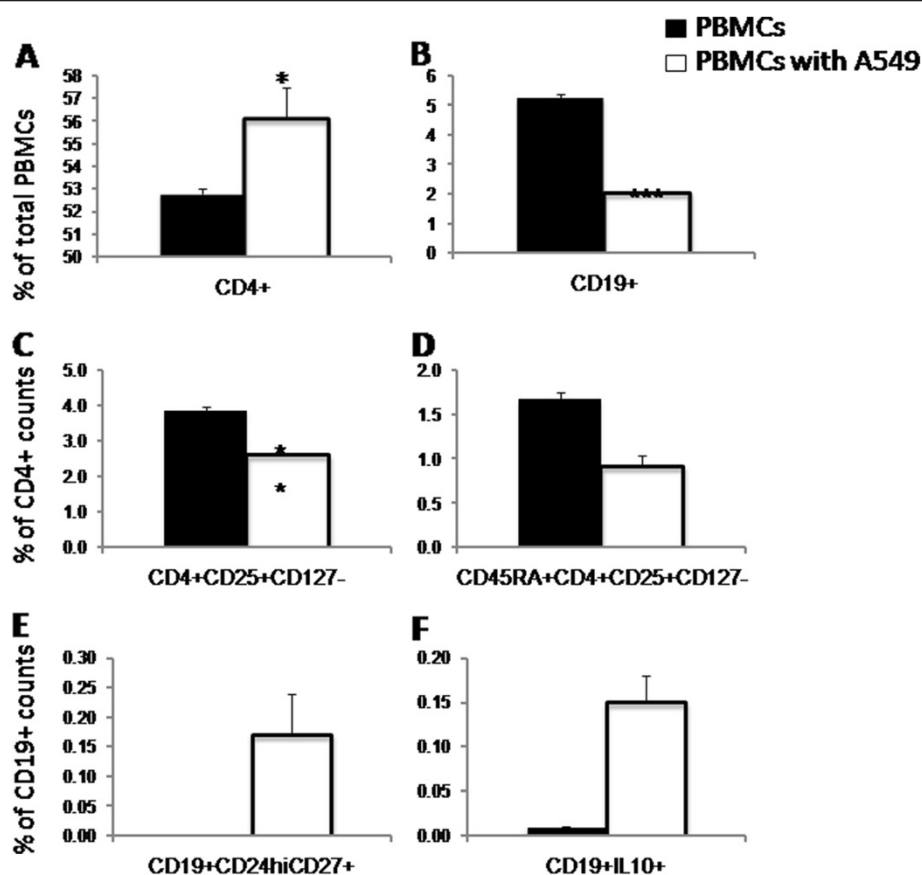 PBMCs
PBMCs with A549
A
B
% of total PBMCs
58
57
56
55
54
53
52
51
50
*
CD4+
6
5
4
3
2
1
0
***
CD19+
C
D
% of CD4+ counts
5.0
4.0
3.0
2.0
1.0
0.0
*
*
CD4+CD25+CD127-
2.0
1.5
1.0
0.5
0.0
CD45RA+CD4+CD25+CD127-
E
F
% of CD19+ counts
0.30
0.25
0.20
0.15
0.10
0.05
0.00
CD19+CD24hiCD27+
0.20
0.15
0.10
0.05
0.00
CD19+IL10+